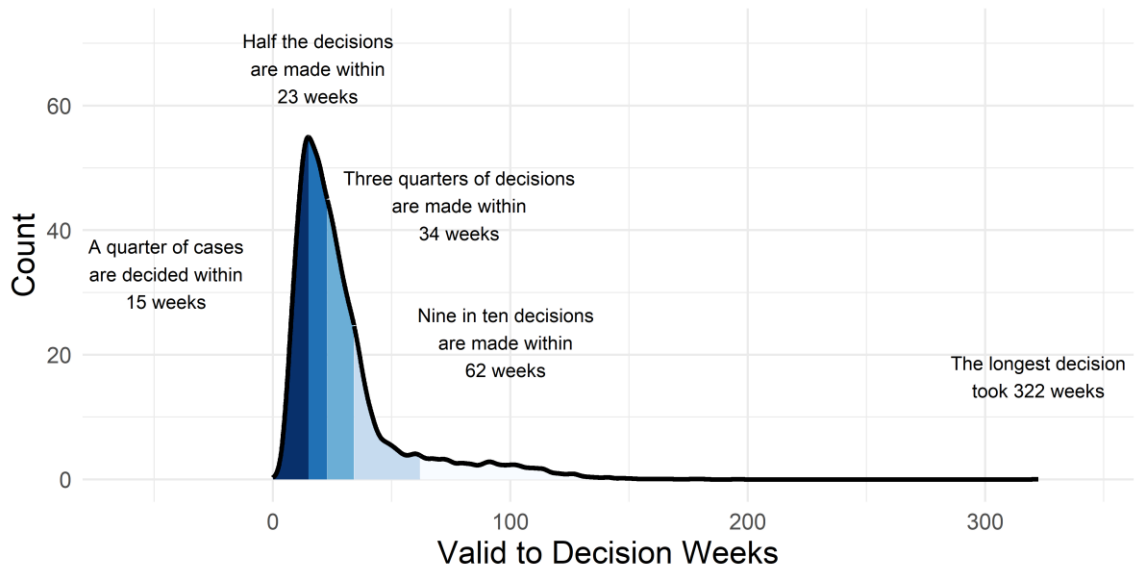 Half the decisions
are made within
23 weeks
60
Three quarters of decisions
are made within
34 weeks
40
A quarter of cases
are decided within
15 weeks
Nine in ten decisions
are made within
62 weeks
20
The longest decision
took 322 weeks
0
Count
0 100 200 300
Valid to Decision Weeks